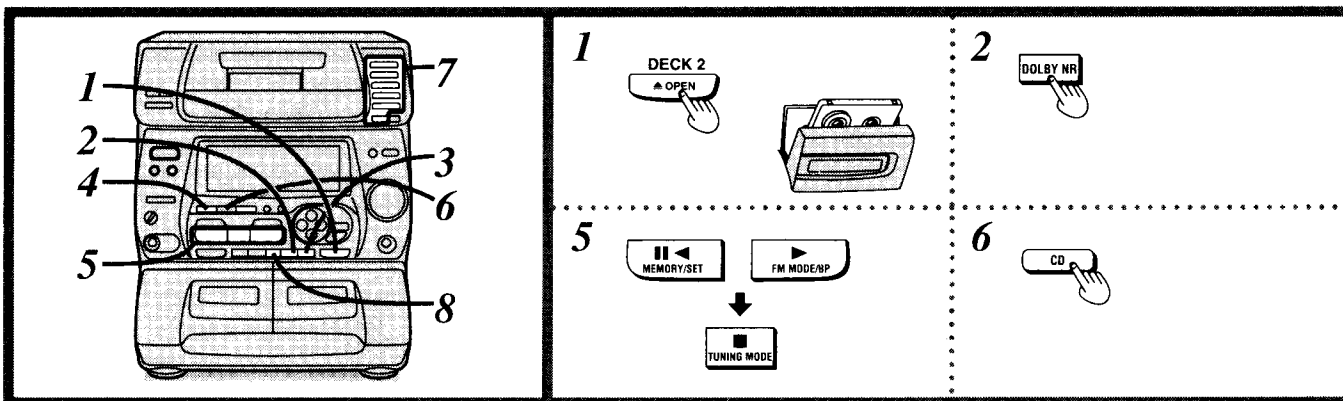 7
1
2
3
4
6
5
8
1
DECK 2
⏏ OPEN
2
DOLBY NR
5
⏸ ◀
MEMORY/SET
▶
FM MODE/BP
■
TUNING MODE
6
CD